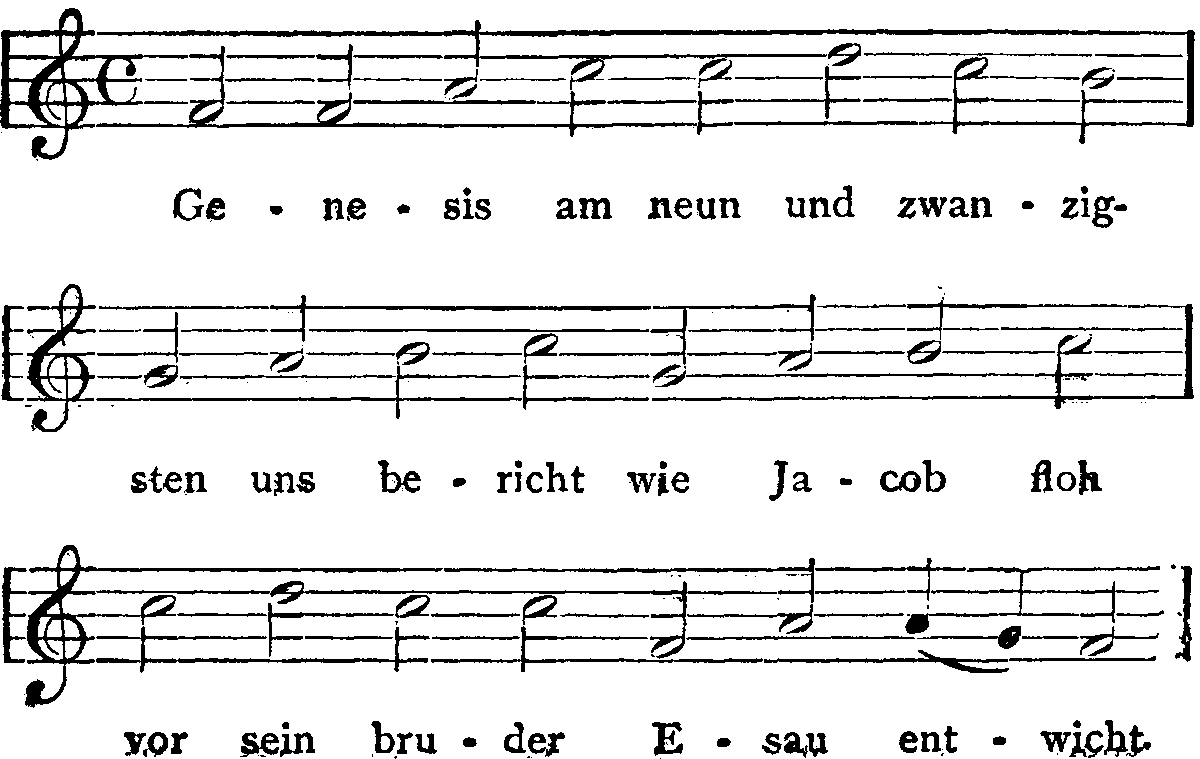 Ge - ne - sis am neun und zwan - zig-
sten uns be - richt wie Ja - cob floh
vor sein bru - der E - sau ent - wicht.